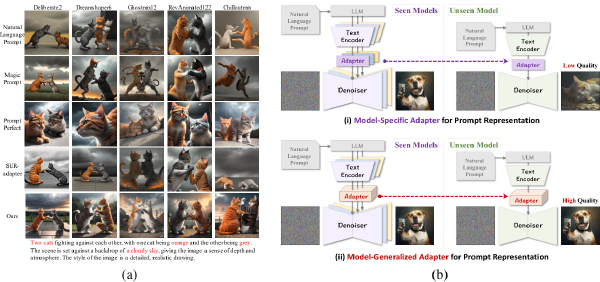 Deliberate2 Dreamshaper6 Ghostmix12 RevAnimated122 Chilloutmix
Natural
Language
Prompt
Magic
Prompt
Prompt
Perfect
SUR-
adapter
Ours
Two cats fighting against each other, with one cat being orange and the other being grey.
The scene is set against a backdrop of a cloudy sky, giving the image a sense of depth and
atmosphere. The style of the image is a detailed, realistic drawing.
(a)
Natural
Language
Prompt
LLM
Seen Models
Unseen Model
Text
Encoder
Adapter
Denoiser
Natural
Language
Prompt
LLM
Text
Encoder
Adapter
Low Quality
Denoiser
(i) Model-Specific Adapter for Prompt Representation
Natural
Language
Prompt
LLM
Seen Models
Unseen Model
Text
Encoder
Adapter
Denoiser
Natural
Language
Prompt
LLM
Text
Encoder
Adapter
High Quality
Denoiser
(ii) Model-Generalized Adapter for Prompt Representation
(b)